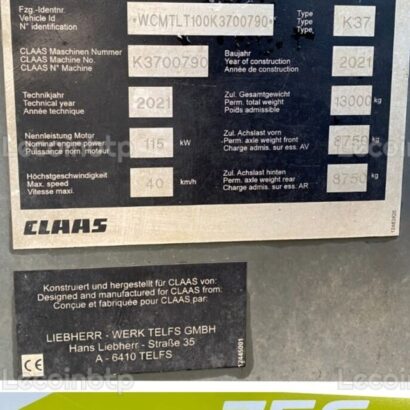 Fzg.-Identnr.
Vehicle Id
N° identification
*WCMTLT100K3700790*
Type
Type
Type
K37
CLAAS Maschinen Nummer
CLAAS Machine No.
CLAAS N° Machine
K3700790
Baujahr
Year of construction
Année de construction
2021
Technikjahr
Technical year
Année technique
2021
Zul. Gesamtgewicht
Perm. total weight
Poids admissible
13000 kg
Nennleistung Motor
Nominal engine power
Puissance nom. moteur
115 kW
Zul. Achslast vorn
Perm. axle weight front
Charge admis. sur ess. AV
8750 kg
Höchstgeschwindigkeit
Max. speed
Vitesse maxi.
40 km/h
Zul. Achslast hinten
Perm. axle weight rear
Charge admis. sur ess. AR
8750 kg
CLAAS
Konstruiert und hergestellt für CLAAS von:
Designed and manufactured for CLAAS from:
Conçue et fabriquée pour CLAAS par:
LIEBHERR - WERK TELFS GMBH
Hans Liebherr - Straße 35
A - 6410 TELFS
CE
12445001
Lecoinbtp